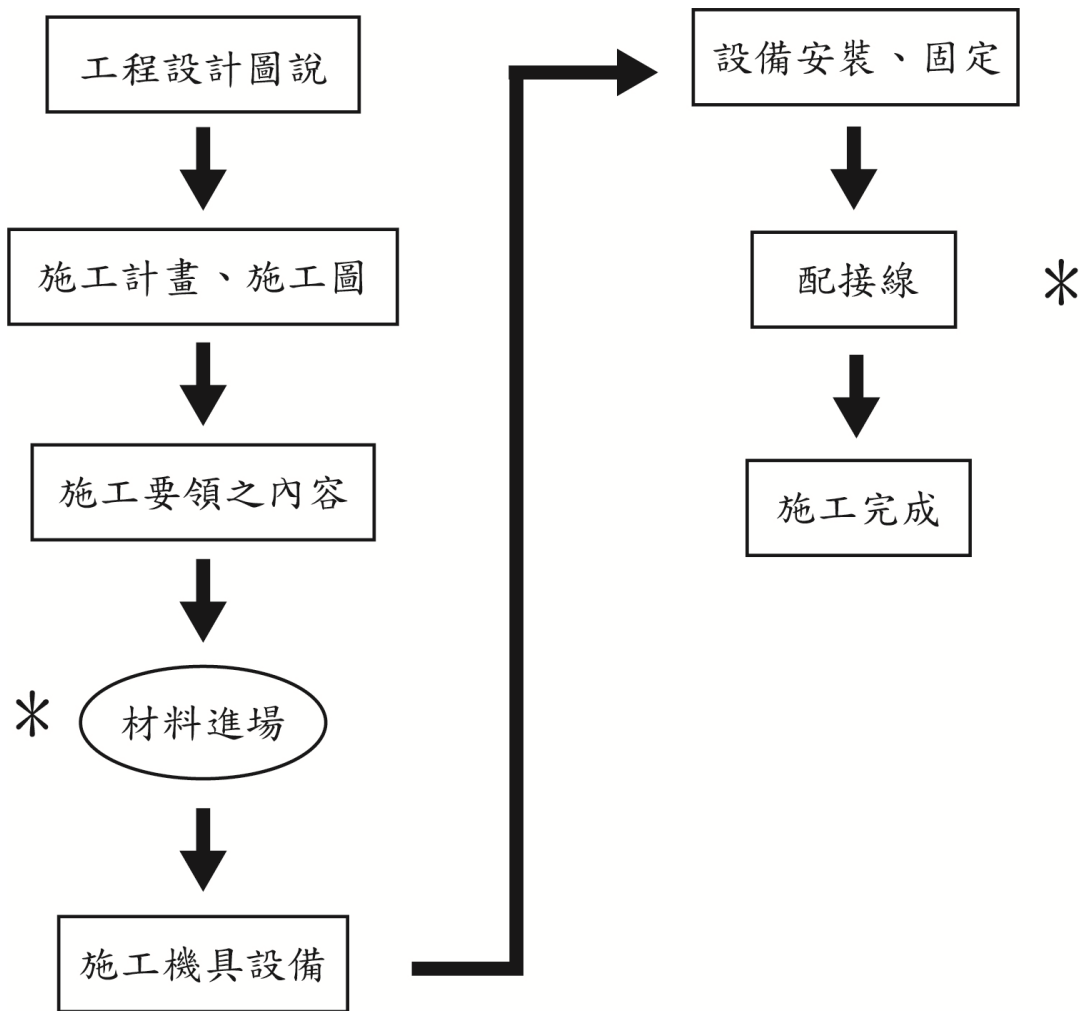 工程設計圖說
施工計畫、施工圖
施工要領之內容
* 材料進場
施工機具設備
設備安裝、固定
配接線 *
施工完成